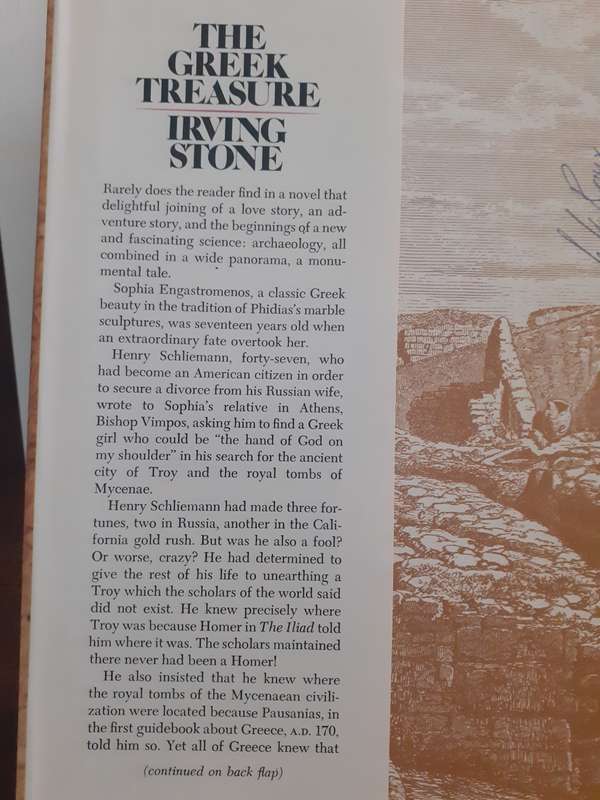 THE
GREEK
TREASURE
IRVING
STONE
Rarely does the reader find in a novel that
delightful joining of a love story, an ad-
venture story, and the beginnings of a new
and fascinating science: archaeology, all
combined in a wide panorama, a monu-
mental tale.
Sophia Engastromenos, a classic Greek
beauty in the tradition of Phidias's marble
sculptures, was seventeen years old when
an extraordinary fate overtook her.
Henry Schliemann, forty-seven, who
had become an American citizen in order
to secure a divorce from his Russian wife,
wrote to Sophia's relative in Athens,
Bishop Vimpos, asking him to find a Greek
girl who could be "the hand of God on
my shoulder" in his search for the ancient
city of Troy and the royal tombs of
Mycenae.
Henry Schliemann had made three for-
tunes, two in Russia, another in the Cali-
fornia gold rush. But was he also a fool?
Or worse, crazy? He had determined to
give the rest of his life to unearthing a
Troy which the scholars of the world said
did not exist. He knew precisely where
Troy was because Homer in The Iliad told
him where it was. The scholars maintained
there never had been a Homer!
He also insisted that he knew where
the royal tombs of the Mycenaean civili-
zation were located because Pausanias, in
the first guidebook about Greece, A.D. 170,
told him so. Yet all of Greece knew that
(continued on back flap)